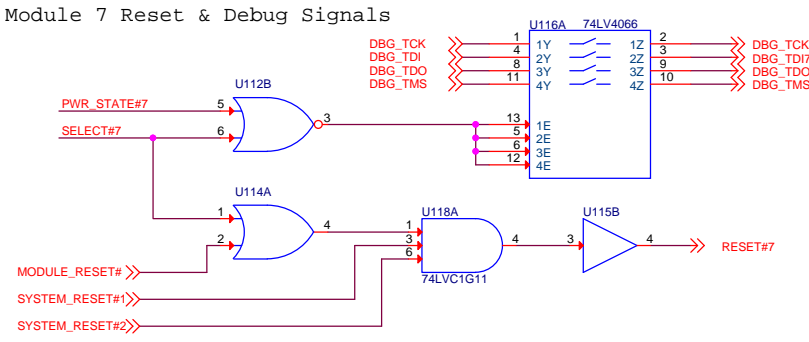 Module 7 Reset & Debug Signals
U116A 74LV4066
DBG_TCK 1 1Y 1Z 2 DBG_TCK
DBG_TDI 4 2Y 2Z 3 DBG_TDI7
DBG_TDO 8 3Y 3Z 9 DBG_TDO
DBG_TMS 11 4Y 4Z 10 DBG_TMS
U112B
PWR_STATE#7 5
3
SELECT#7 6
13 1E
5 2E
6 3E
12 4E
U114A
1
2
4
U118A
1
3
6
4
74LVC1G11
U115B
3
4
RESET#7
MODULE_RESET#
SYSTEM_RESET#1
SYSTEM_RESET#2